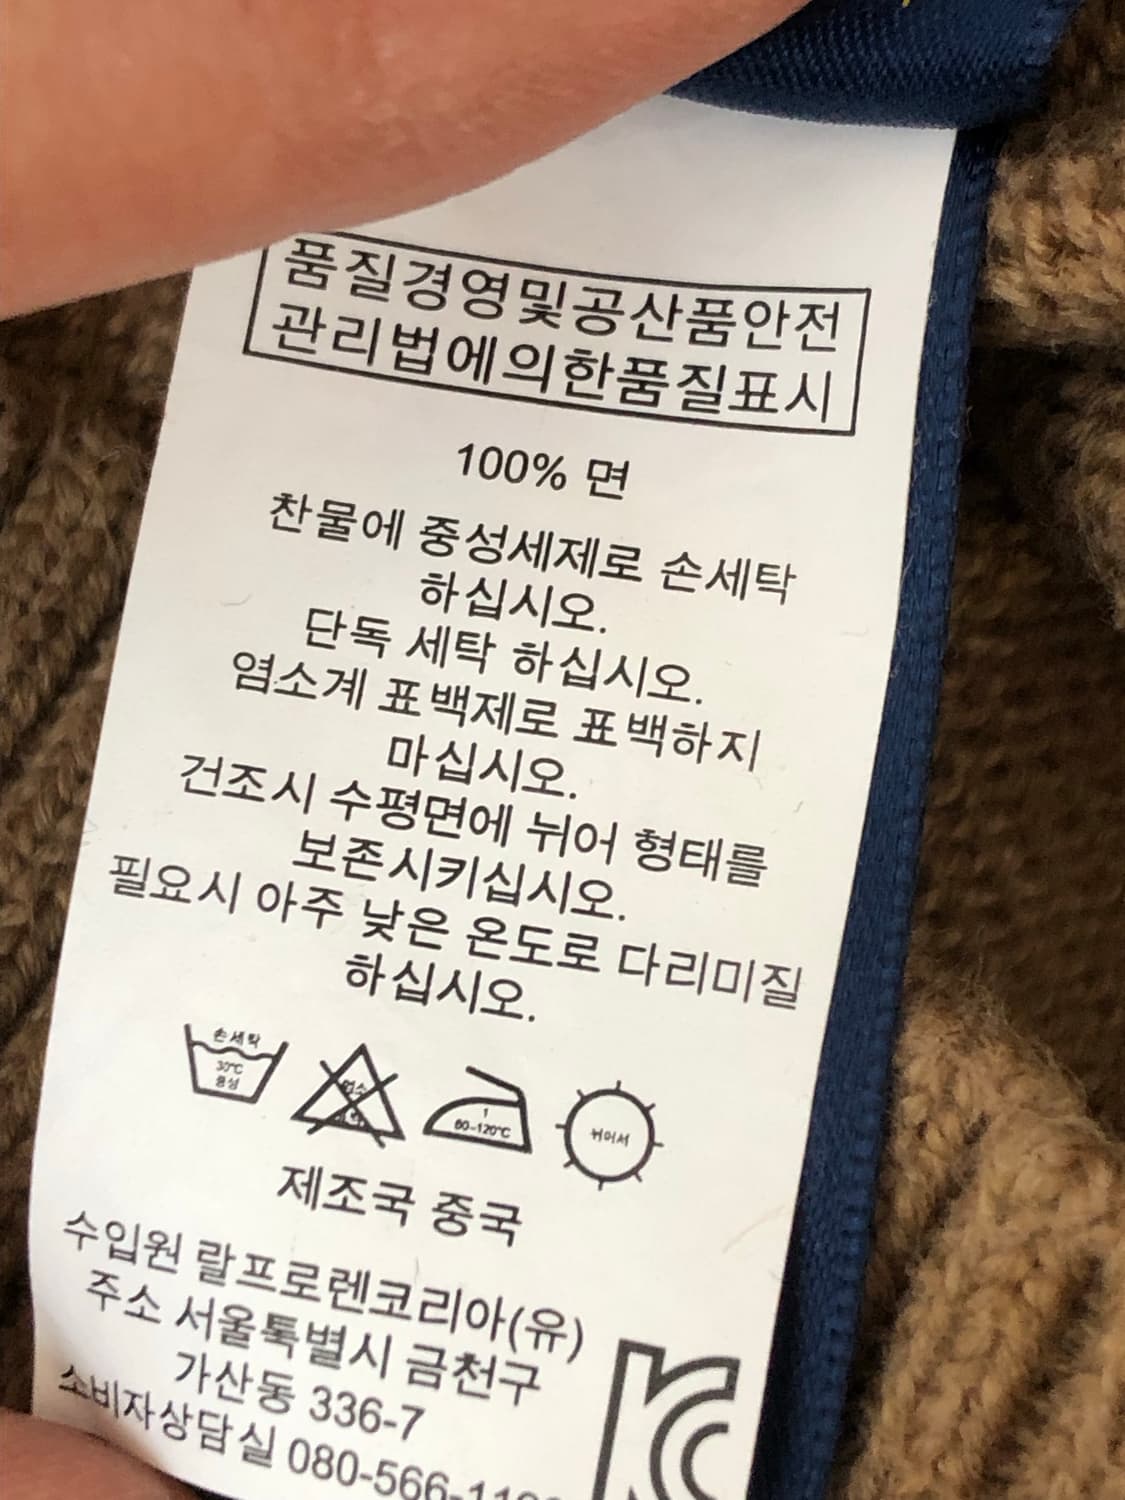 품질경영및공산품안전
관리법에의한품질표시
100% 면
찬물에 중성세제로 손세탁
하십시오.
단독 세탁 하십시오.
염소계 표백제로 표백하지
마십시오.
건조시 수평면에 뉘어 형태를
보존시키십시오.
필요시 아주 낮은 온도로 다리미질
하십시오.
손세탁
30℃
중성
염소
표백
1
80-120℃
뉘어서
제조국 중국
수입원 랄프로렌코리아(유)
주소 서울특별시 금천구
가산동 336-7
소비자상담실 080-566-